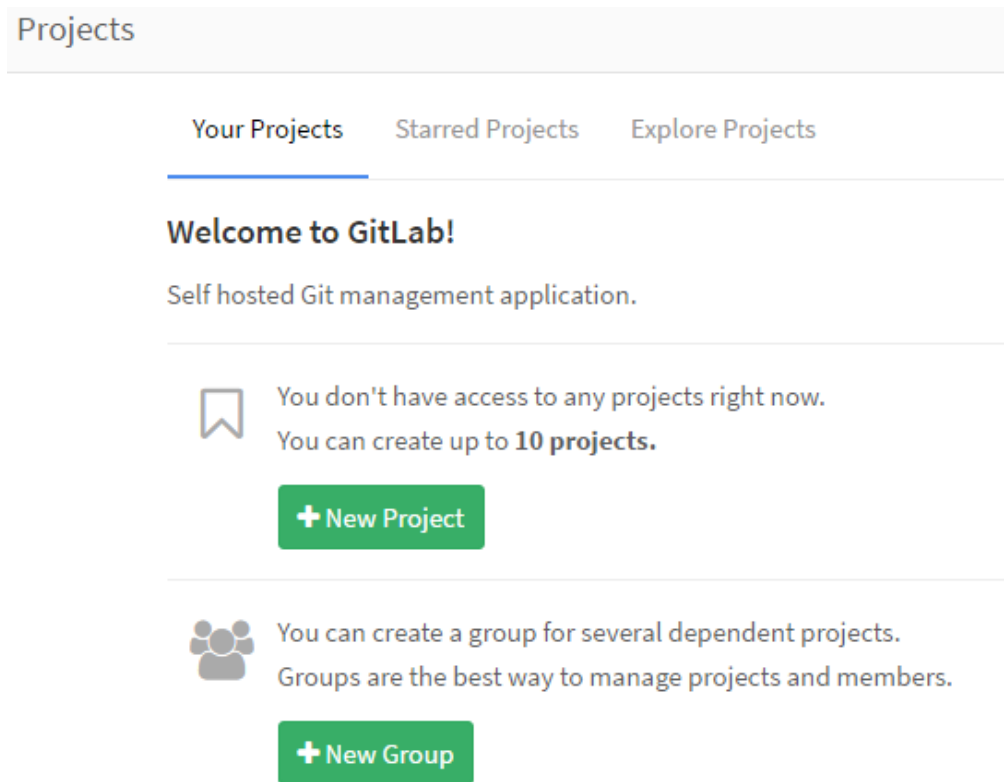 Projects
Your Projects Starred Projects Explore Projects
Welcome to GitLab!
Self hosted Git management application.
You don't have access to any projects right now.
You can create up to 10 projects.
New Project
You can create a group for several dependent projects.
Groups are the best way to manage projects and members.
New Group